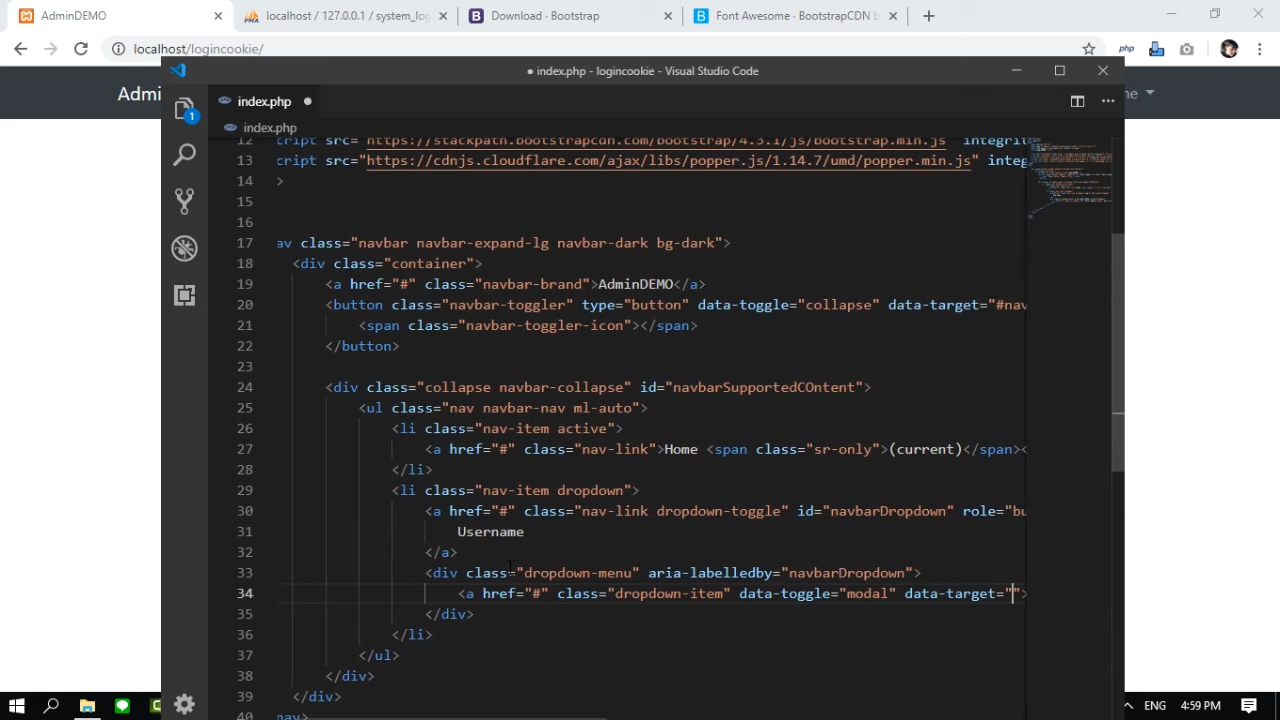 AdminDEMO
localhost / 127.0.0.1 / system_log
Download · Bootstrap
Font Awesome · BootstrapCDN b
localhost/logincookie/
php
Admi
me
● index.php - logincookie - Visual Studio Code
index.php
1
index.php
12 cript src="https://stackpath.bootstrapcdn.com/bootstrap/4.3.1/js/bootstrap.min.js" integrit
13 cript src="https://cdnjs.cloudflare.com/ajax/libs/popper.js/1.14.7/umd/popper.min.js" integ
14 >
15
16
17 av class="navbar navbar-expand-lg navbar-dark bg-dark">
18 <div class="container">
19 <a href="#" class="navbar-brand">AdminDEMO</a>
20 <button class="navbar-toggler" type="button" data-toggle="collapse" data-target="#nav
21 <span class="navbar-toggler-icon"></span>
22 </button>
23
24 <div class="collapse navbar-collapse" id="navbarSupportedCOntent">
25 <ul class="nav navbar-nav ml-auto">
26 <li class="nav-item active">
27 <a href="#" class="nav-link">Home <span class="sr-only">(current)</span><
28 </li>
29 <li class="nav-item dropdown">
30 <a href="#" class="nav-link dropdown-toggle" id="navbarDropdown" role="bu
31 Username
32 </a>
33 <div class="dropdown-menu" aria-labelledby="navbarDropdown">
34 <a href="#" class="dropdown-item" data-toggle="modal" data-target="">
35 </div>
36 </li>
37 </ul>
38 </div>
39 </div>
40 nav>
ENG 4:59 PM